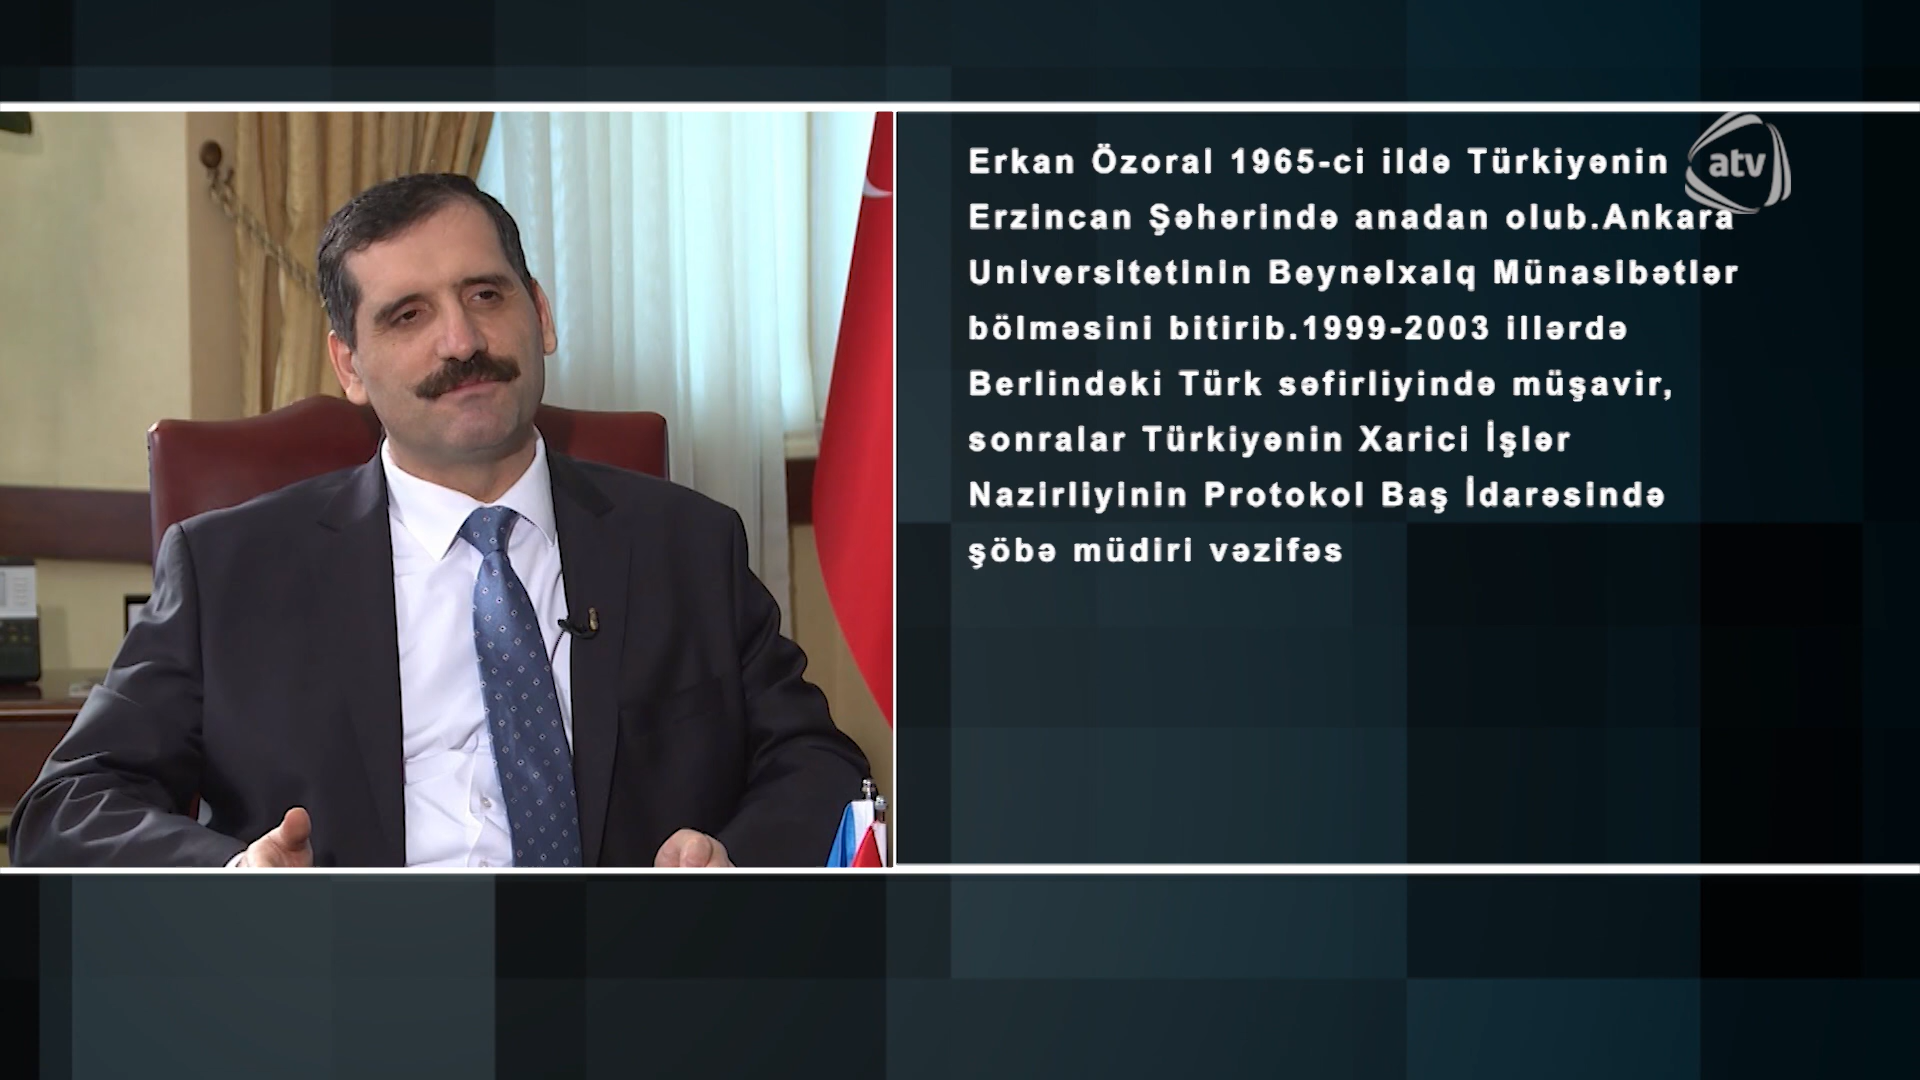 Erkan Özoral 1965-ci ildə Türkiyənin
atv
Erzincan Şəhərində anadan olub.Ankara
Universitetinin Beynəlxalq Münasibətlər
bölməsini bitirib.1999-2003 illərdə
Berlindəki Türk səfirliyində müşavir,
sonralar Türkiyənin Xarici İşlər
Nazirliyinin Protokol Baş İdarəsində
şöbə müdiri vəzifəs